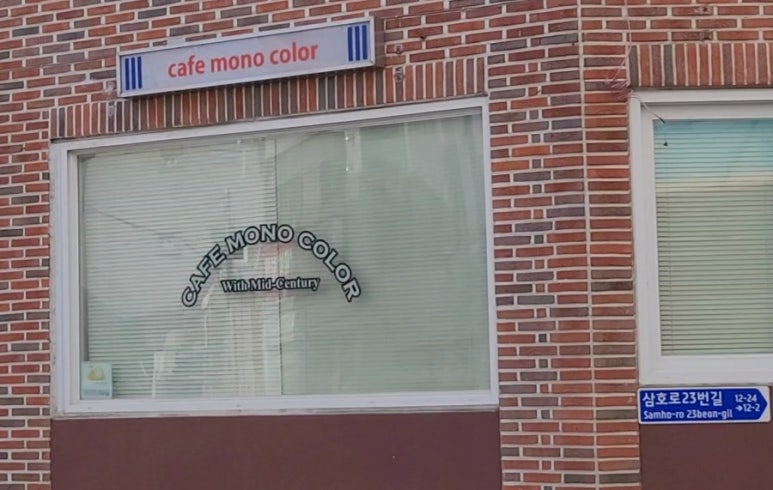 cafe mono color
CAFE MONO COLOR
With Mid-Century
삼호로23번길 12-24
Samho-ro 23beon-gil →12-2